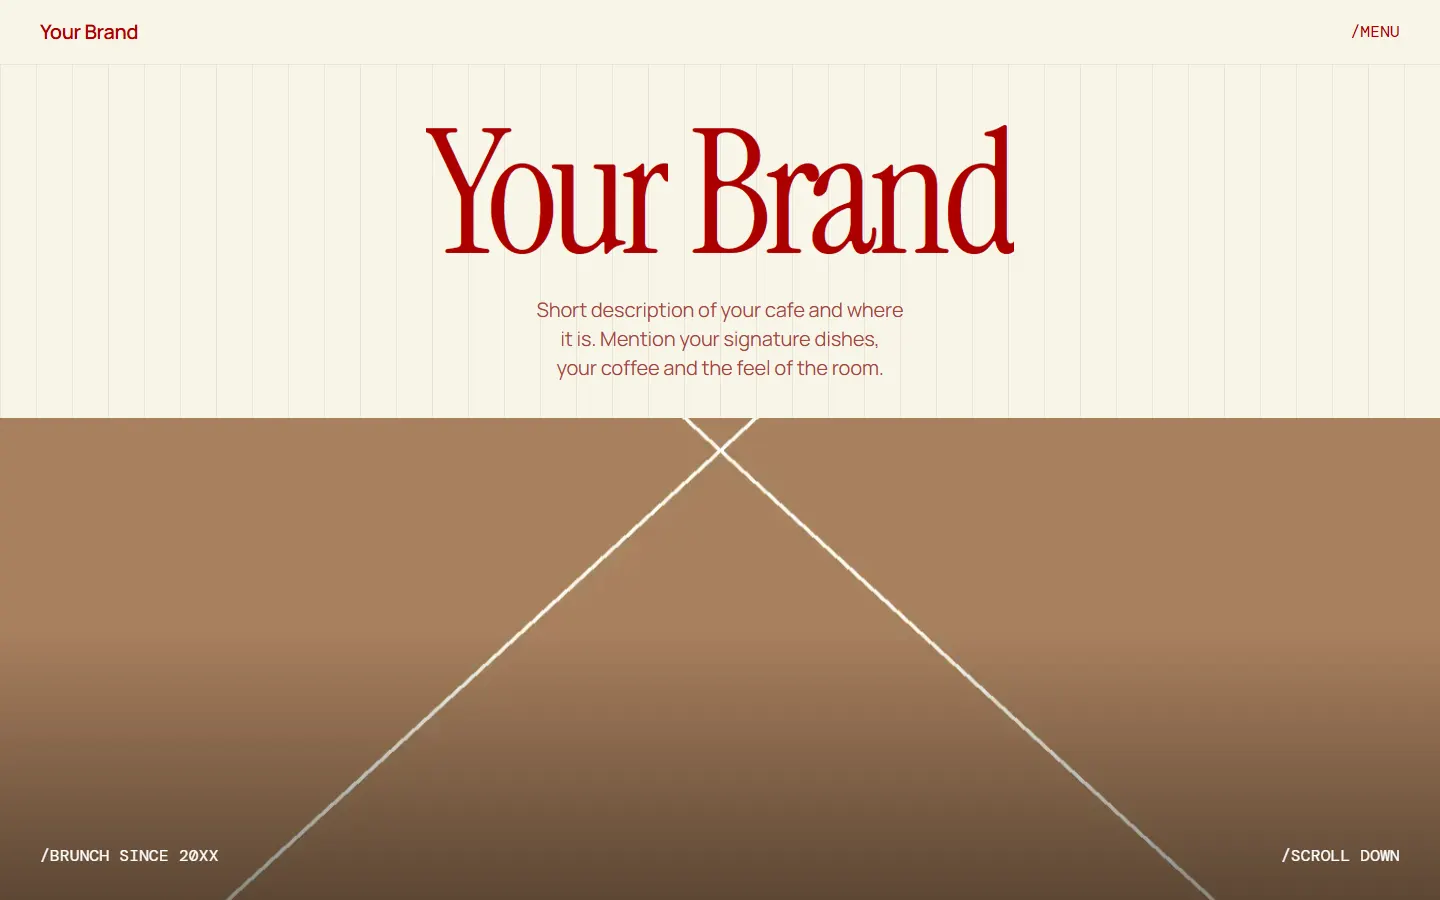 Your Brand
/MENU
Your Brand
Short description of your cafe and where
it is. Mention your signature dishes,
your coffee and the feel of the room.
/BRUNCH SINCE 20XX
/SCROLL DOWN